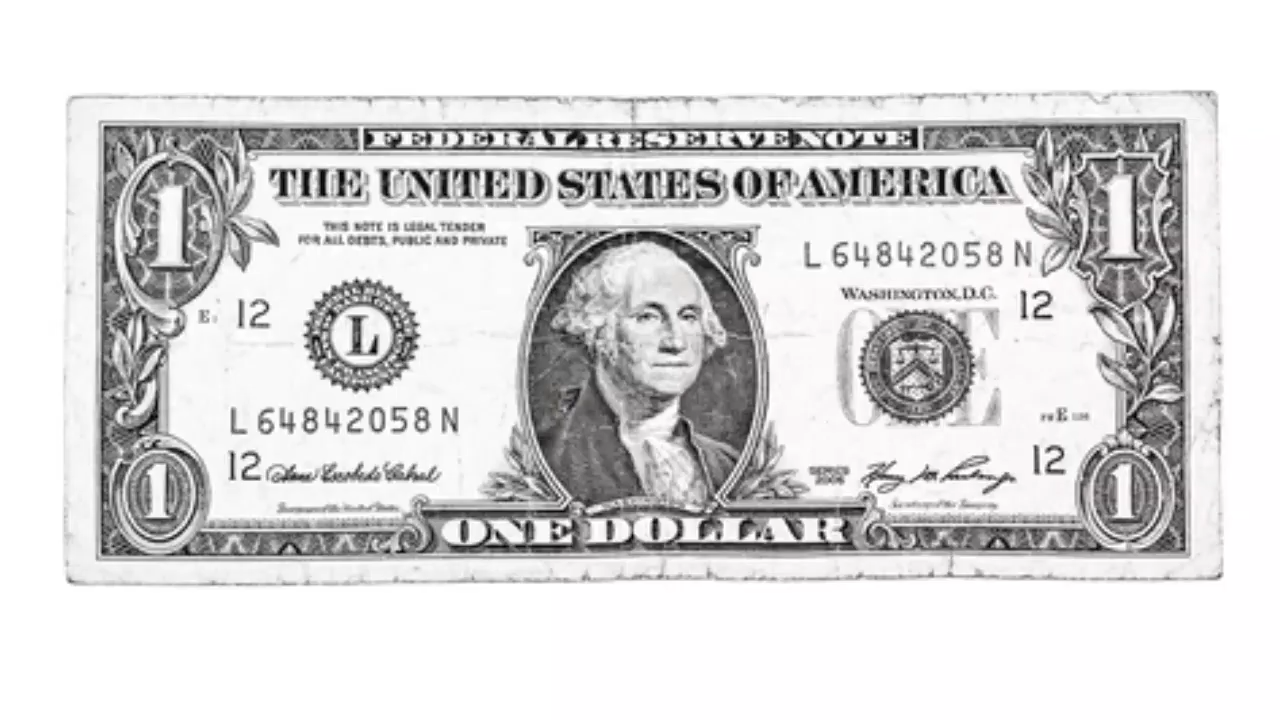 FEDERAL RESERVE NOTE
THE UNITED STATES OF AMERICA
THIS NOTE IS LEGAL TENDER
FOR ALL DEBTS, PUBLIC AND PRIVATE
1
1
L 64842058 N
WASHINGTON, D.C.
E
12
L
12
ONE
L 64842058 N
E
12
SERIES
12
1
1
ONE DOLLAR